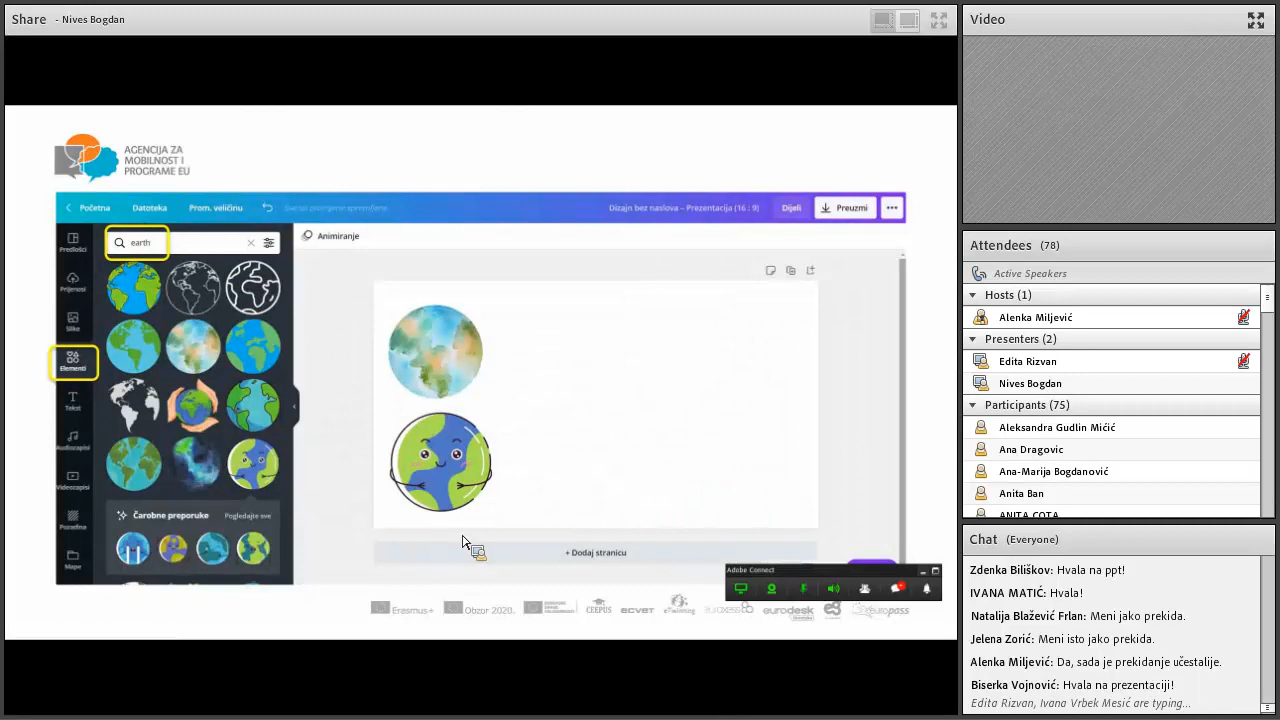 Share - Nives Bogdan
AGENCIJA ZA
MOBILNOST I
PROGRAME EU
Početna Datoteka Prom. veličinu
Dizajn bez naslova – Prezentacija (16 : 9) Dijeli Preuzmi
Predlošci
earth
Animiranje
Prijenosi
Slike
Elementi
Tekst
Audiozapisi
Videozapisi
Pozadina
Mape
Čarobne preporuke Pogledajte sve
+ Dodaj stranicu
Adobe Connect
Erasmus+
Obzor 2020.
CEEPUS
ECVET
eTwinning
euroguidance
eurodesk
europass
Video
Attendees (78)
Active Speakers
Hosts (1)
Alenka Miljević
Presenters (2)
Edita Rizvan
Nives Bogdan
Participants (75)
Aleksandra Gudlin Mićić
Ana Dragovic
Ana-Marija Bogdanović
Anita Ban
ANITA COTA
Chat (Everyone)
Zdenka Biliškov: Hvala na ppt!
IVANA MATIĆ: Hvala!
Natalija Blažević Frlan: Meni jako prekida.
Jelena Zorić: Meni isto jako prekida.
Alenka Miljević: Da, sada je prekidanje učestalije.
Biserka Vojnović: Hvala na prezentaciji!
Edita Rizvan, Ivana Vrbek Mesić are typing...